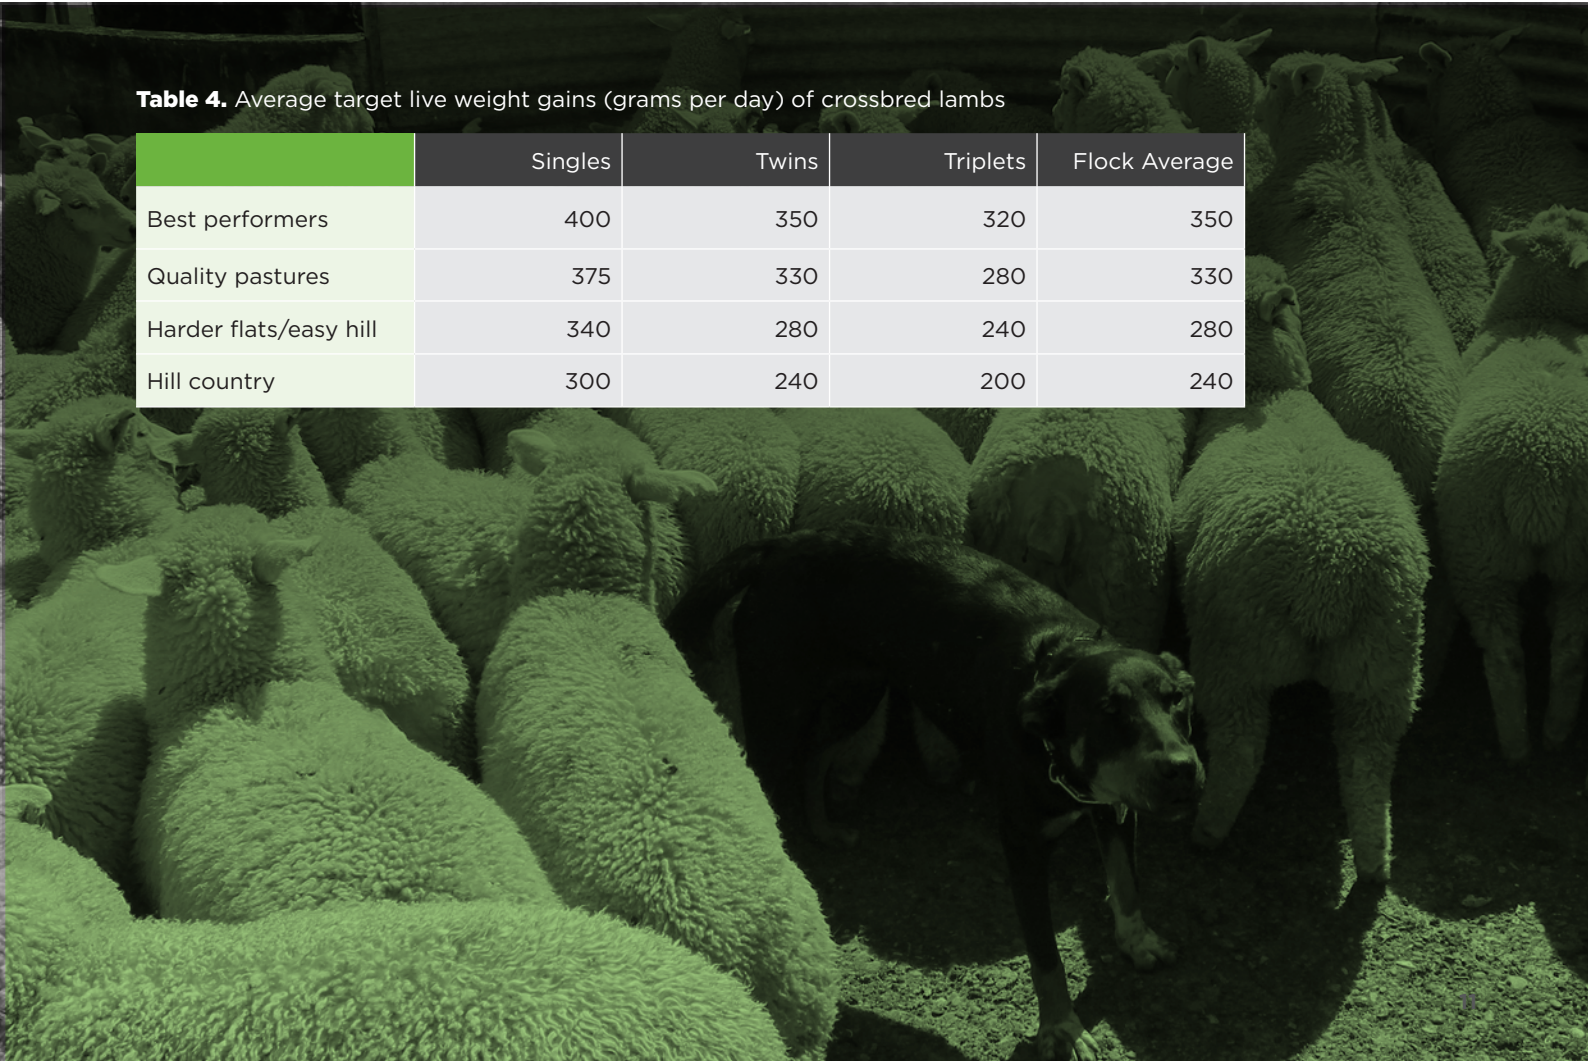 Table 4. Average target live weight gains (grams per day) of crossbred lambs
Singles Twins Triplets Flock Average
Best performers 400 350 320 350
Quality pastures 375 330 280 330
Harder flats/easy hill 340 280 240 280
Hill country 300 240 200 240